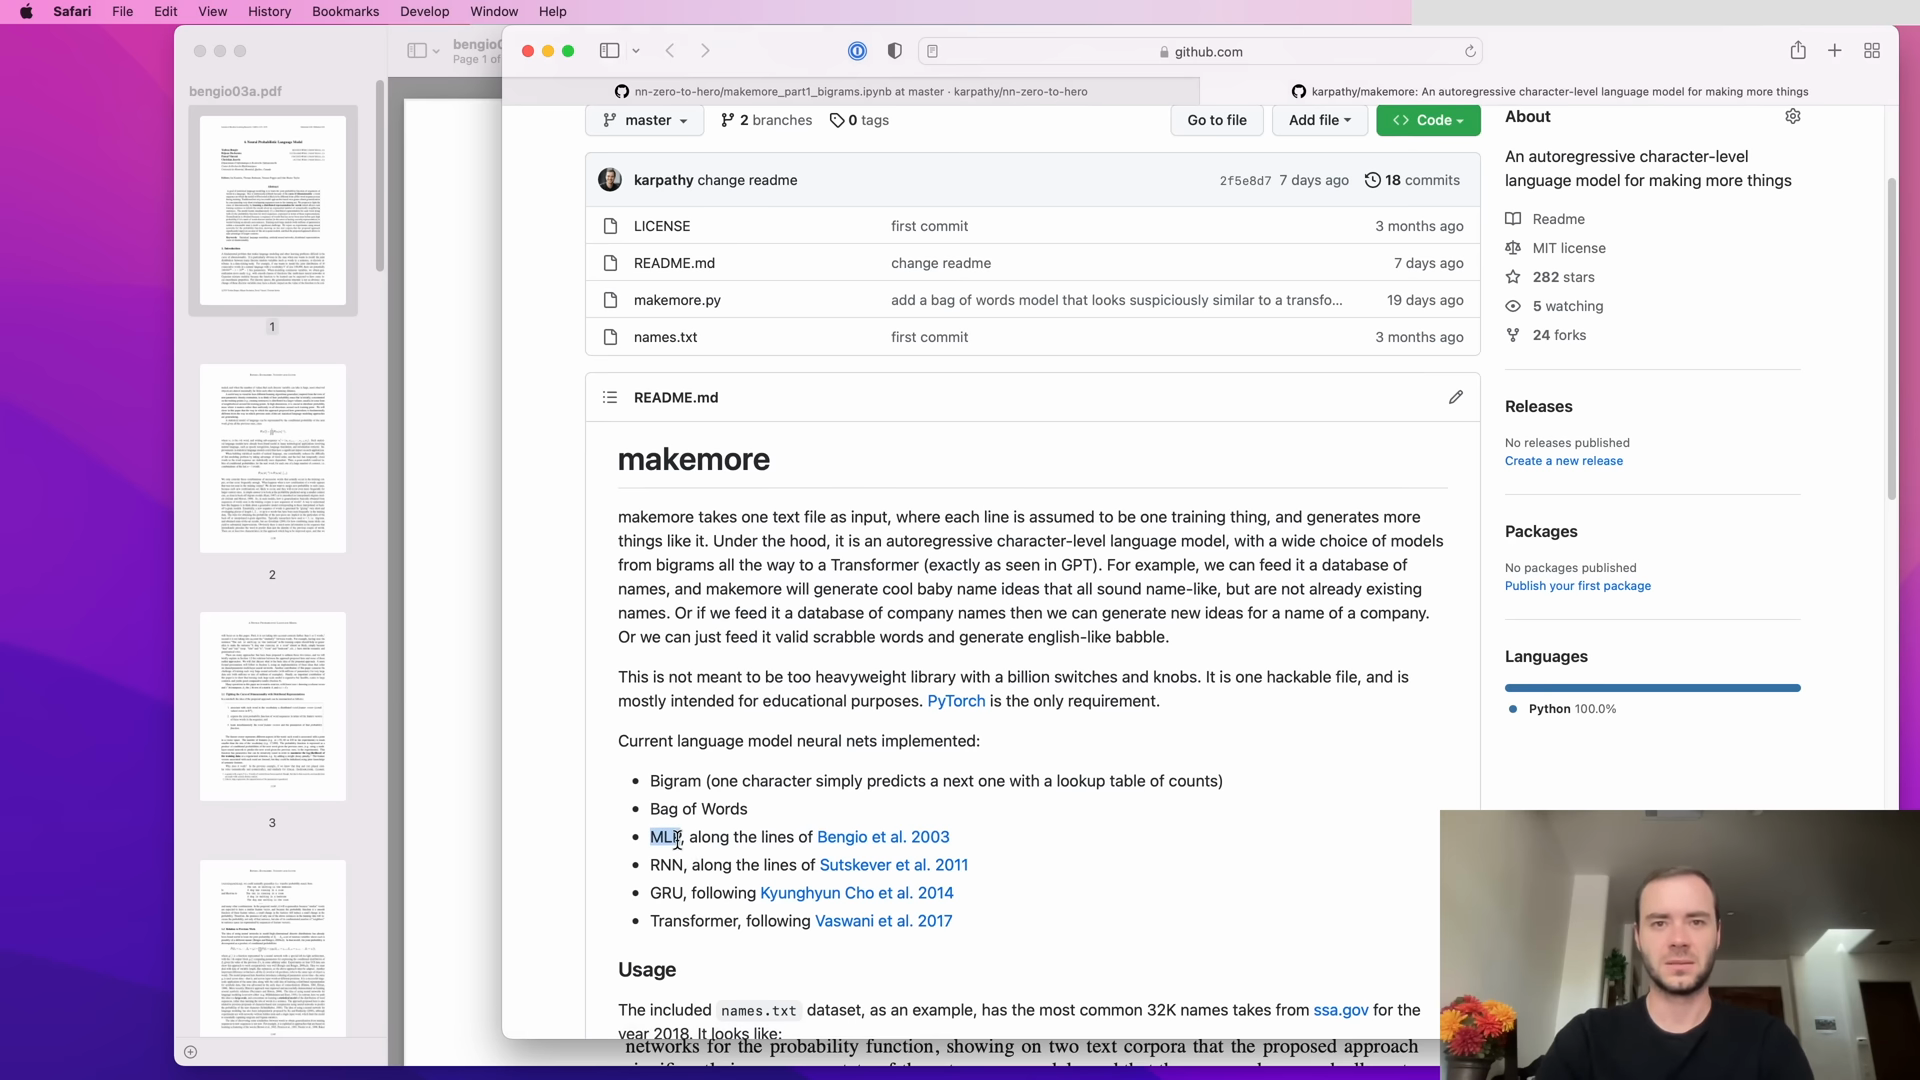 Safari File Edit View History Bookmarks Develop Window Help
bengio0
Page 1 of
bengio03a.pdf
1
2
3
github.com
nn-zero-to-hero/makemore_part1_bigrams.ipynb at master · karpathy/nn-zero-to-hero
karpathy/makemore: An autoregressive character-level language model for making more things
master 2 branches 0 tags Go to file Add file Code
karpathy change readme 2f5e8d7 7 days ago 18 commits
LICENSE first commit 3 months ago
README.md change readme 7 days ago
makemore.py add a bag of words model that looks suspiciously similar to a transfo... 19 days ago
names.txt first commit 3 months ago
README.md
makemore
makemore takes one text file as input, where each line is assumed to be one training thing, and generates more
things like it. Under the hood, it is an autoregressive character-level language model, with a wide choice of models
from bigrams all the way to a Transformer (exactly as seen in GPT). For example, we can feed it a database of
names, and makemore will generate cool baby name ideas that all sound name-like, but are not already existing
names. Or if we feed it a database of company names then we can generate new ideas for a name of a company.
Or we can just feed it valid scrabble words and generate english-like babble.
This is not meant to be too heavyweight library with a billion switches and knobs. It is one hackable file, and is
mostly intended for educational purposes. PyTorch is the only requirement.
Current language model neural nets implemented:
• Bigram (one character simply predicts a next one with a lookup table of counts)
• Bag of Words
• MLP, along the lines of Bengio et al. 2003
• RNN, along the lines of Sutskever et al. 2011
• GRU, following Kyunghyun Cho et al. 2014
• Transformer, following Vaswani et al. 2017
Usage
The included names.txt dataset, as an example, has the most common 32K names takes from ssa.gov for the
year 2018. It looks like:
networks for the probability function, showing on two text corpora that the proposed approach
About
An autoregressive character-level
language model for making more things
Readme
MIT license
282 stars
5 watching
24 forks
Releases
No releases published
Create a new release
Packages
No packages published
Publish your first package
Languages
Python 100.0%